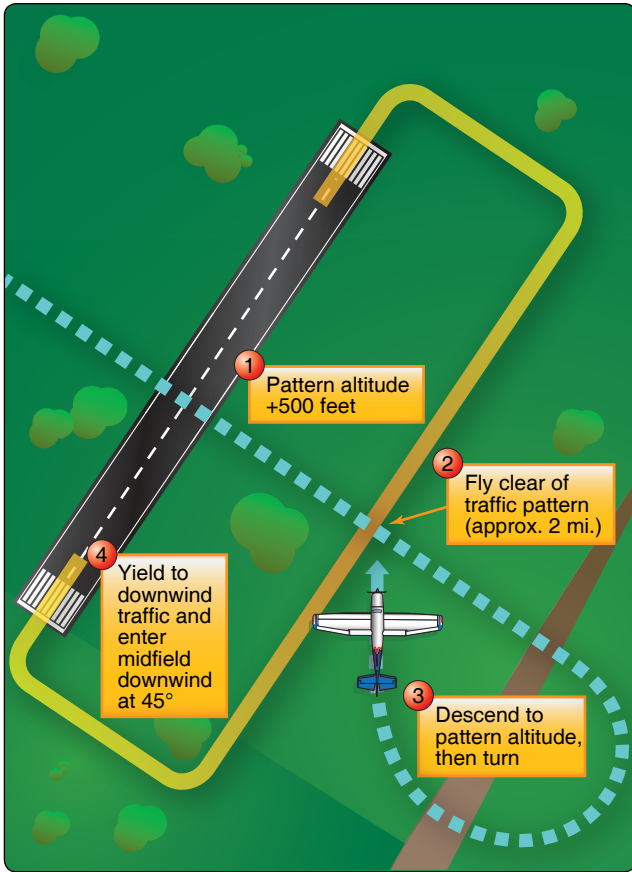 1
Pattern altitude
+500 feet
2
Fly clear of
traffic pattern
(approx. 2 mi.)
3
Descend to
pattern altitude,
then turn
4
Yield to
downwind
traffic and
enter
midfield
downwind
at 45°